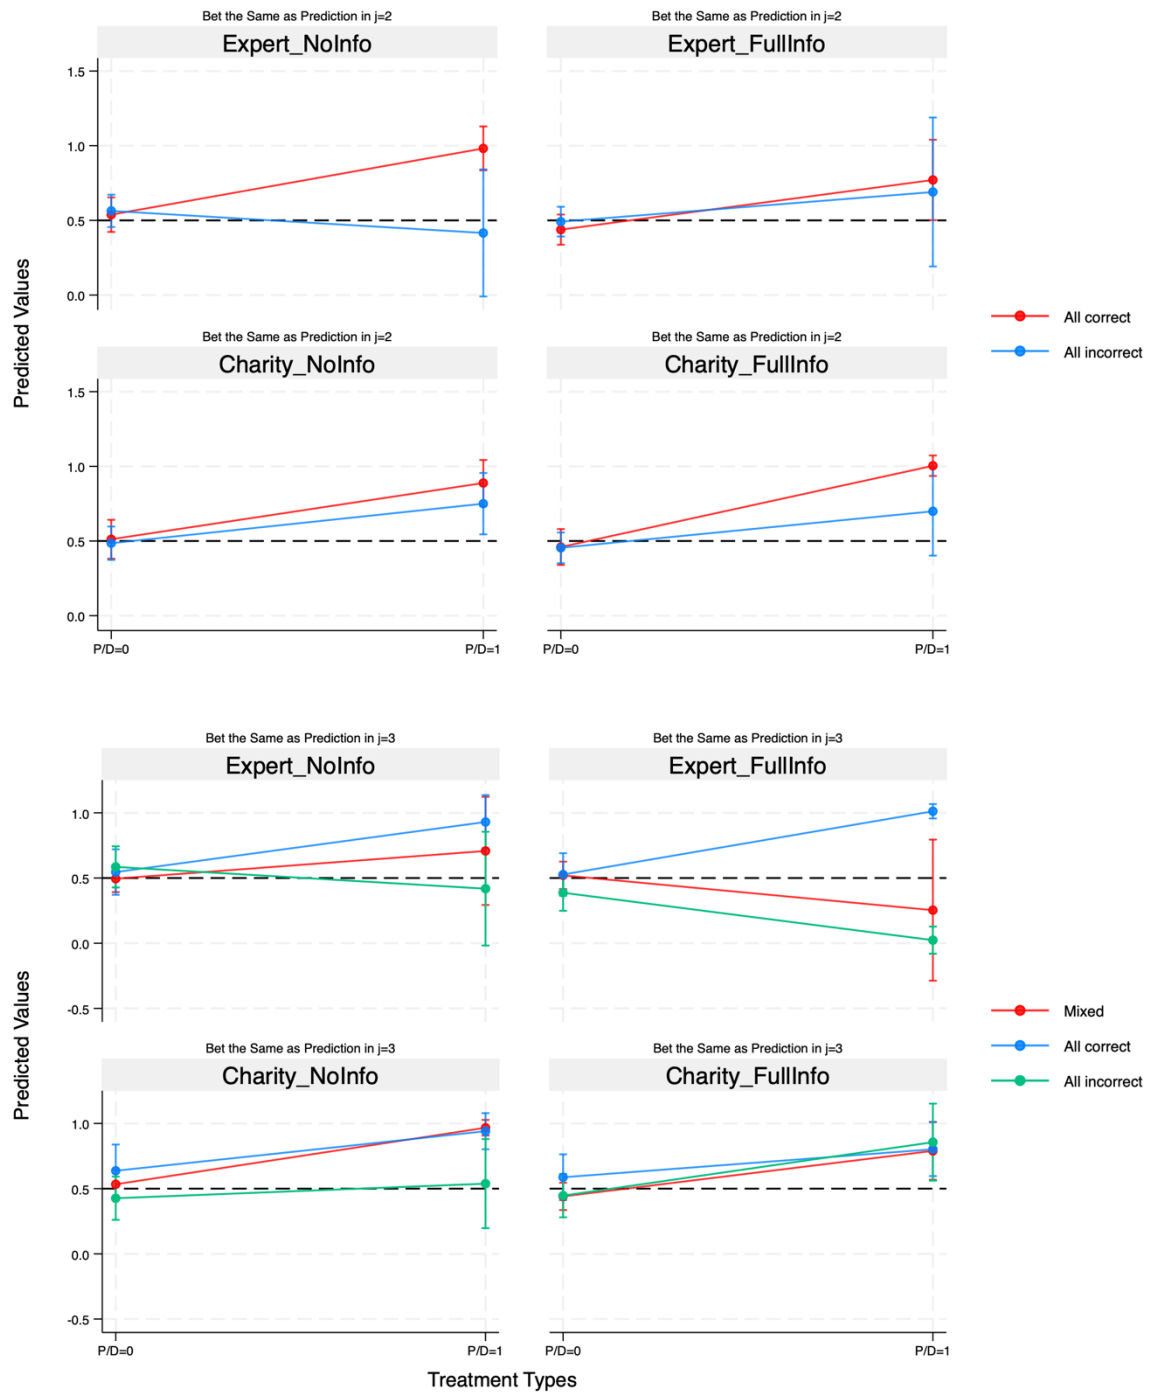 Bet the Same as Prediction in j=2
Expert_NoInfo
Bet the Same as Prediction in j=2
Expert_FullInfo
1.5
1.0
0.5
0.0
Bet the Same as Prediction in j=2
Charity_NoInfo
Bet the Same as Prediction in j=2
Charity_FullInfo
1.5
1.0
0.5
0.0
P/D=0
P/D=1
P/D=0
P/D=1
Predicted Values
All correct
All incorrect
Bet the Same as Prediction in j=3
Expert_NoInfo
Bet the Same as Prediction in j=3
Expert_FullInfo
1.0
0.5
0.0
-0.5
Bet the Same as Prediction in j=3
Charity_NoInfo
Bet the Same as Prediction in j=3
Charity_FullInfo
1.0
0.5
0.0
-0.5
P/D=0
P/D=1
P/D=0
P/D=1
Predicted Values
Treatment Types
Mixed
All correct
All incorrect